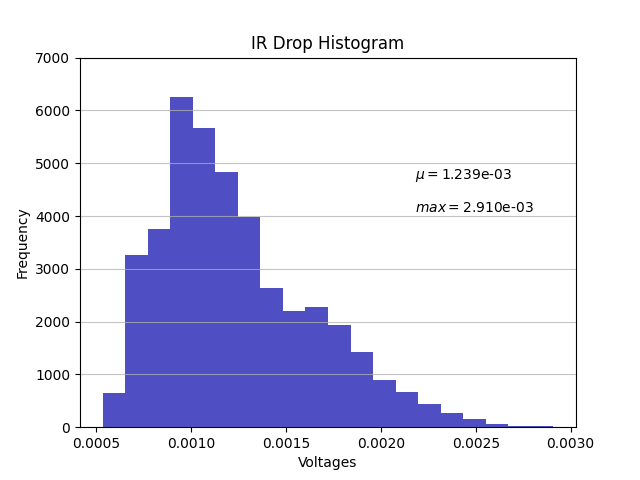 IR Drop Histogram
7000
6000
5000
4000
3000
2000
1000
0
Frequency
μ = 1.239e-03
max = 2.910e-03
0.0005 0.0010 0.0015 0.0020 0.0025 0.0030
Voltages